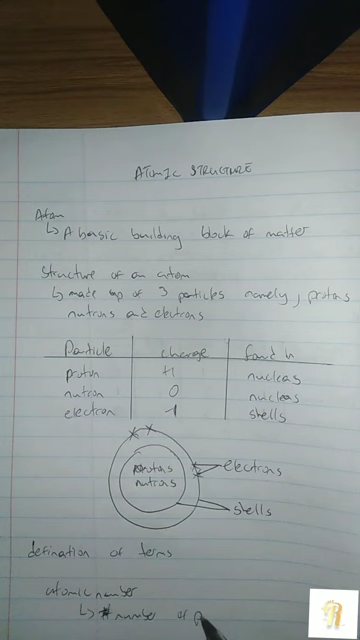 ATOMIC STRUCTURE
Atom
↳ A basic building block of matter
Structure of an atom
↳ made up of 3 particles namely, protons
nutrons and electrons
Particle charge found in
proton +1 nucleas
nutron 0 nucleas
electron -1 shells
protons
nutrons
electrons
shells
defination of terms
atomic number
↳ # number of p